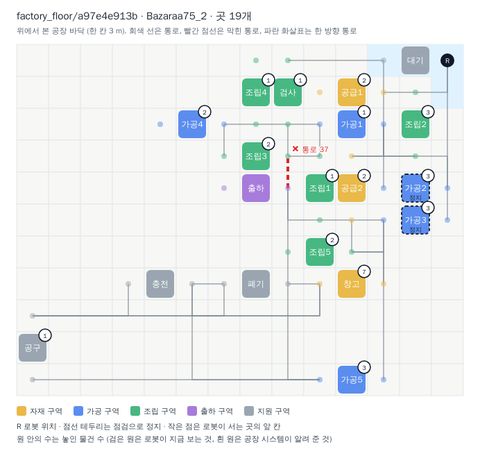 factory_floor/a97e4e913b · Bazaraa75_2 · 곳 19개
위에서 본 공장 바닥 (한 칸 3 m). 회색 선은 통로, 빨간 점선은 막힌 통로, 파란 화살표는 한 방향 통로
대기 R
조립4 1 검사 1 공급1 2
가공4 2 가공1 1 조립2 3
조립3 2 ✖ 통로 37
출하 조립1 1 공급2 2 가공2 3
정지
가공3 3
정지
조립5 2
충전 폐기 창고 7
공구 1
가공5 3
자재 구역 가공 구역 조립 구역 출하 구역 지원 구역
R 로봇 위치 · 점선 테두리는 점검으로 정지 · 작은 점은 로봇이 서는 곳의 앞 칸
원 안의 수는 놓인 물건 수 (검은 원은 로봇이 지금 보는 것, 흰 원은 공장 시스템이 알려 준 것)